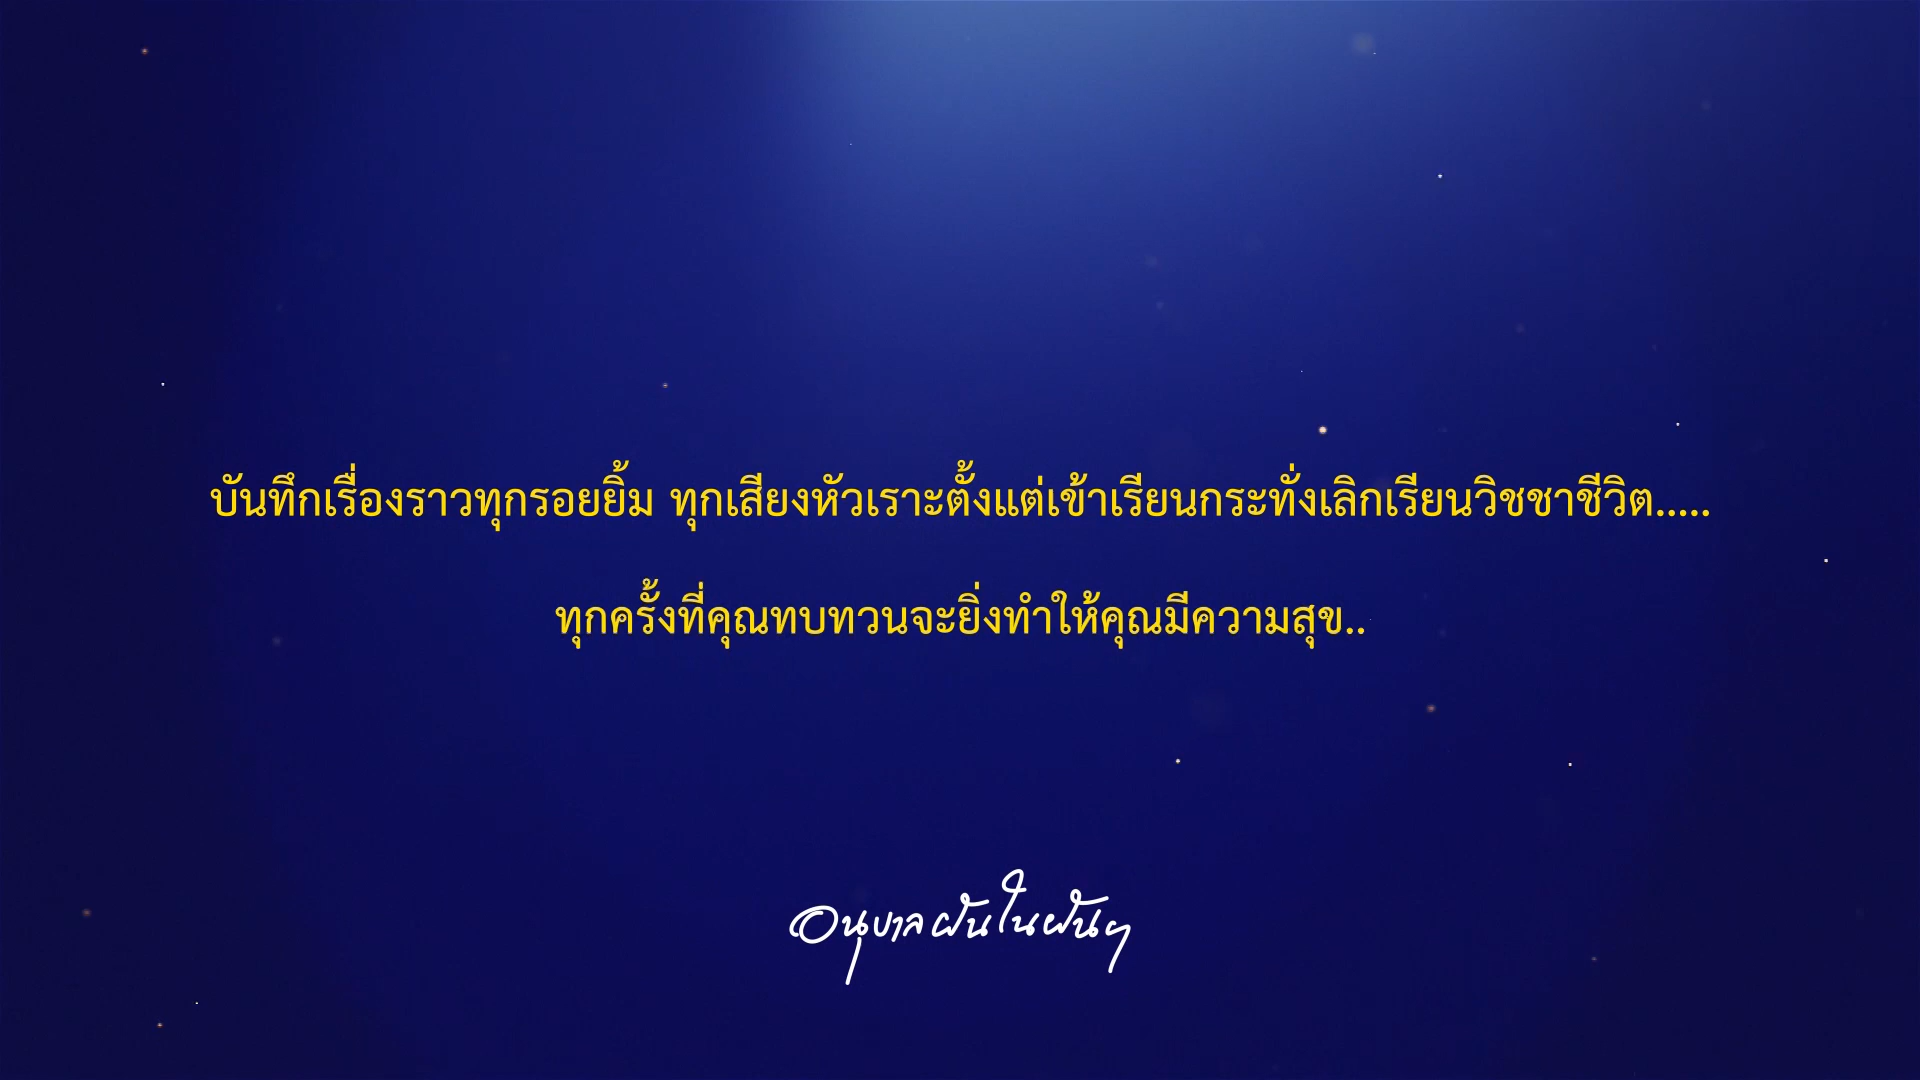 บันทึกเรื่องราวทุกรอยยิ้ม ทุกเสียงหัวเราะตั้งแต่เข้าเรียนกระทั่งเลิกเรียนวิชชาชีวิต.....
ทุกครั้งที่คุณทบทวนจะยิ่งทำให้คุณมีความสุข..
อนุบาลฝันในฝันฯ